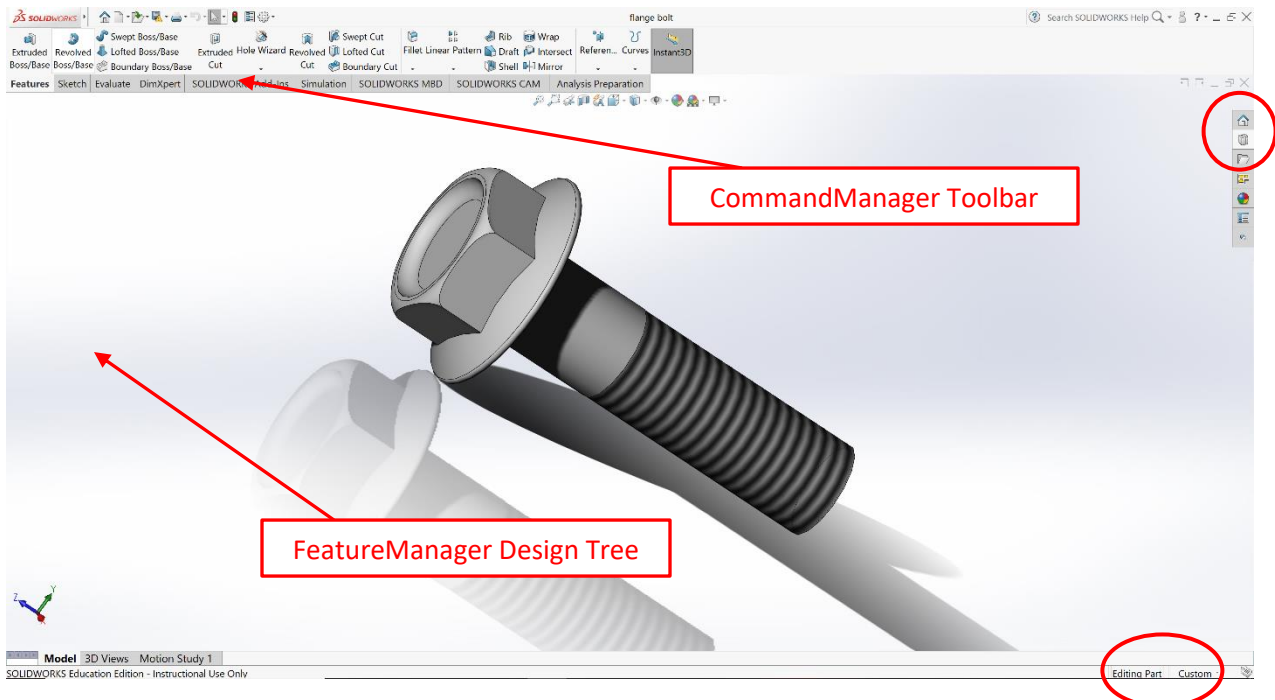 SOLIDWORKS
flange bolt
Search SOLIDWORKS Help
Extruded Boss/Base
Revolved Boss/Base
Swept Boss/Base
Lofted Boss/Base
Boundary Boss/Base
Extruded Cut
Hole Wizard
Revolved Cut
Swept Cut
Lofted Cut
Boundary Cut
Fillet
Linear Pattern
Rib
Draft
Shell
Wrap
Intersect
Mirror
Referen...
Curves
Instant3D
Features Sketch Evaluate DimXpert SOLIDWORKS Add-Ins Simulation SOLIDWORKS MBD SOLIDWORKS CAM Analysis Preparation
CommandManager Toolbar
FeatureManager Design Tree
Y
Z
X
Model 3D Views Motion Study 1
SOLIDWORKS Education Edition - Instructional Use Only
Editing Part Custom